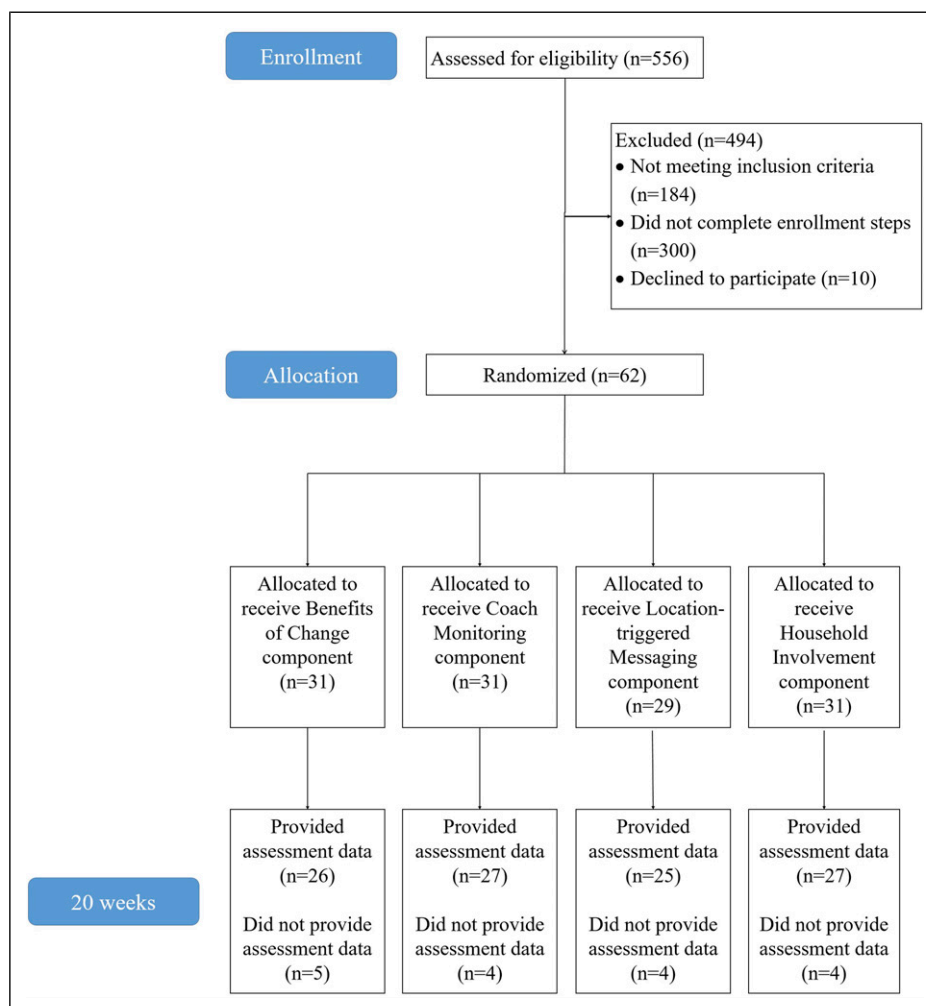 Enrollment
Assessed for eligibility (n=556)
Excluded (n=494)
• Not meeting inclusion criteria
(n=184)
• Did not complete enrollment steps
(n=300)
• Declined to participate (n=10)
Allocation
Randomized (n=62)
Allocated to
receive Benefits
of Change
component
(n=31)
Allocated to
receive Coach
Monitoring
component
(n=31)
Allocated to
receive Location-
triggered
Messaging
component
(n=29)
Allocated to
receive
Household
Involvement
component
(n=31)
20 weeks
Provided
assessment data
(n=26)
Did not provide
assessment data
(n=5)
Provided
assessment data
(n=27)
Did not provide
assessment data
(n=4)
Provided
assessment data
(n=25)
Did not provide
assessment data
(n=4)
Provided
assessment data
(n=27)
Did not provide
assessment data
(n=4)